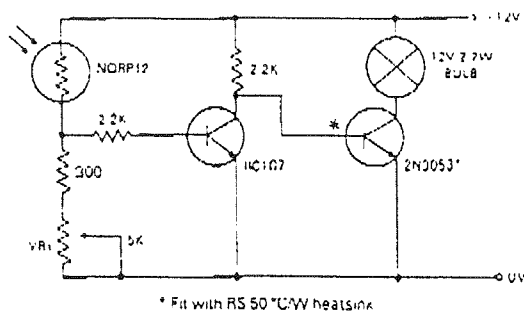 +12V
NORP12
2.2K
12V 2.2W
BULB
2.2K
*
300
BC107
2N3053*
VR1
5K
0V
* Fit with RS 50 °C/W heatsink